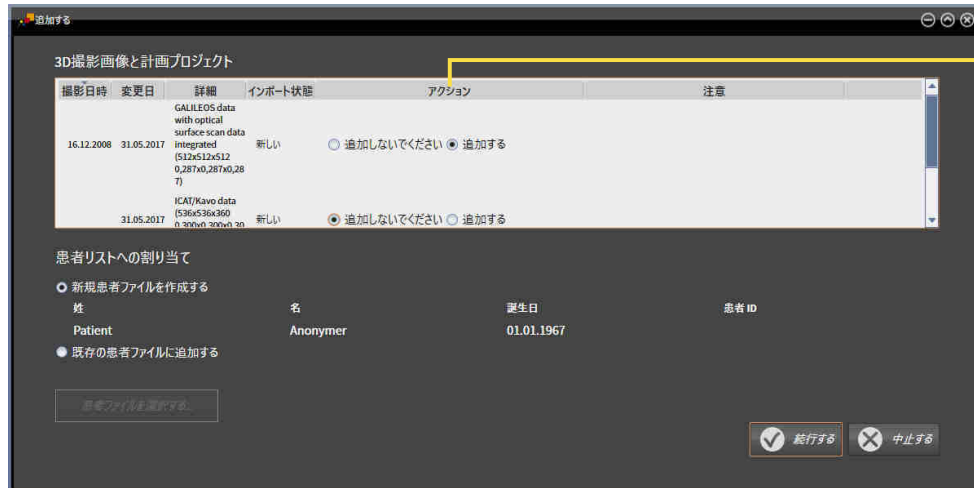 追加する
3D撮影画像と計画プロジェクト
撮影日時 変更日 詳細 インポート状態 アクション 注意
GALILEOS data
with optical
surface scan data
16.12.2008 31.05.2017 integrated 新しい 追加しないでください 追加する
(512x512x512
0,287x0,287x0,28
7)
ICAT/Kavo data
(536x536x360
31.05.2017 0.300x0.300x0.30 新しい 追加しないでください 追加する
患者リストへの割り当て
新規患者ファイルを作成する
姓 名 誕生日 患者 ID
Patient Anonymer 01.01.1967
既存の患者ファイルに追加する
患者ファイルを選択する...
続行する 中止する